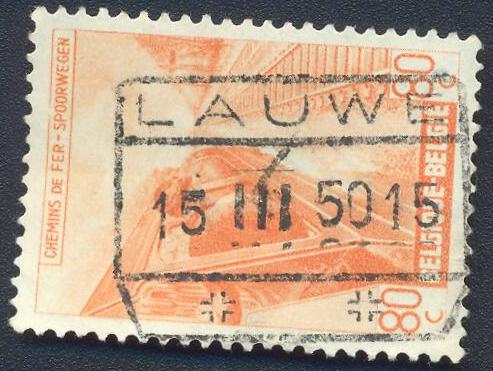 CHEMINS DE FER - SPOORWEGEN
LAUWE
15 III 50 15
80 C
BELGIQUE-BELGIË
80 C